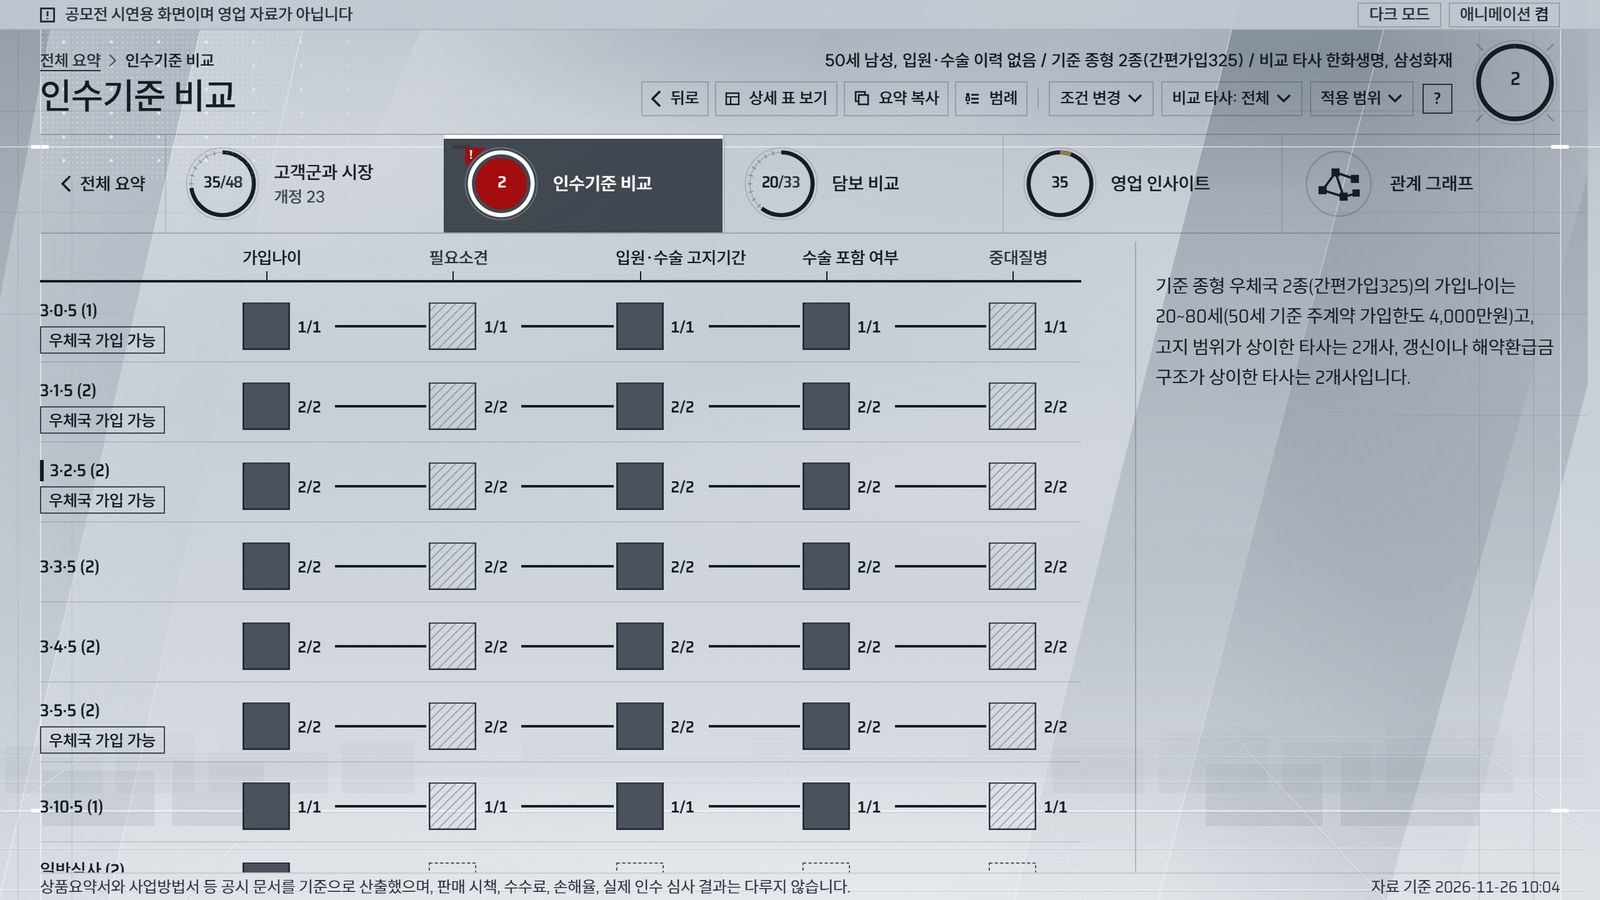 공모전 시연용 화면이며 영업 자료가 아닙니다
다크 모드
애니메이션 켬
전체 요약 > 인수기준 비교
50세 남성, 입원·수술 이력 없음 / 기준 종형 2종(간편가입325) / 비교 타사 한화생명, 삼성화재
2
인수기준 비교
뒤로
상세 표 보기
요약 복사
범례
조건 변경
비교 타사: 전체
적용 범위
?
전체 요약
35/48
고객군과 시장
개정 23
!
2
인수기준 비교
20/33
담보 비교
35
영업 인사이트
관계 그래프
가입나이 필요소견 입원·수술 고지기간 수술 포함 여부 중대질병
3·0·5 (1)
우체국 가입 가능
1/1 1/1 1/1 1/1 1/1
3·1·5 (2)
우체국 가입 가능
2/2 2/2 2/2 2/2 2/2
3·2·5 (2)
우체국 가입 가능
2/2 2/2 2/2 2/2 2/2
3·3·5 (2)
2/2 2/2 2/2 2/2 2/2
3·4·5 (2)
2/2 2/2 2/2 2/2 2/2
3·5·5 (2)
우체국 가입 가능
2/2 2/2 2/2 2/2 2/2
3·10·5 (1)
1/1 1/1 1/1 1/1 1/1
일반심사 (2)
기준 종형 우체국 2종(간편가입325)의 가입나이는
20~80세(50세 기준 주계약 가입한도 4,000만원)고,
고지 범위가 상이한 타사는 2개사, 갱신이나 해약환급금
구조가 상이한 타사는 2개사입니다.
상품요약서와 사업방법서 등 공시 문서를 기준으로 산출했으며, 판매 시책, 수수료, 손해율, 실제 인수 심사 결과는 다루지 않습니다.
자료 기준 2026-11-26 10:04